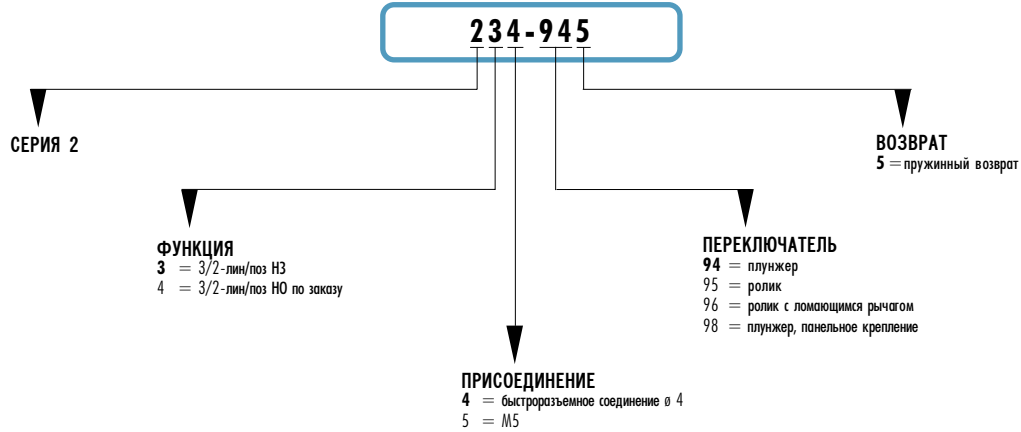 234-945
СЕРИЯ 2
ВОЗВРАТ
5 = пружинный возврат
ФУНКЦИЯ
3 = 3/2-лин/поз НЗ
4 = 3/2-лин/поз НО по заказу
ПЕРЕКЛЮЧАТЕЛЬ
94 = плунжер
95 = ролик
96 = ролик с ломающимся рычагом
98 = плунжер, панельное крепление
ПРИСОЕДИНЕНИЕ
4 = быстроразъемное соединение ø 4
5 = М5